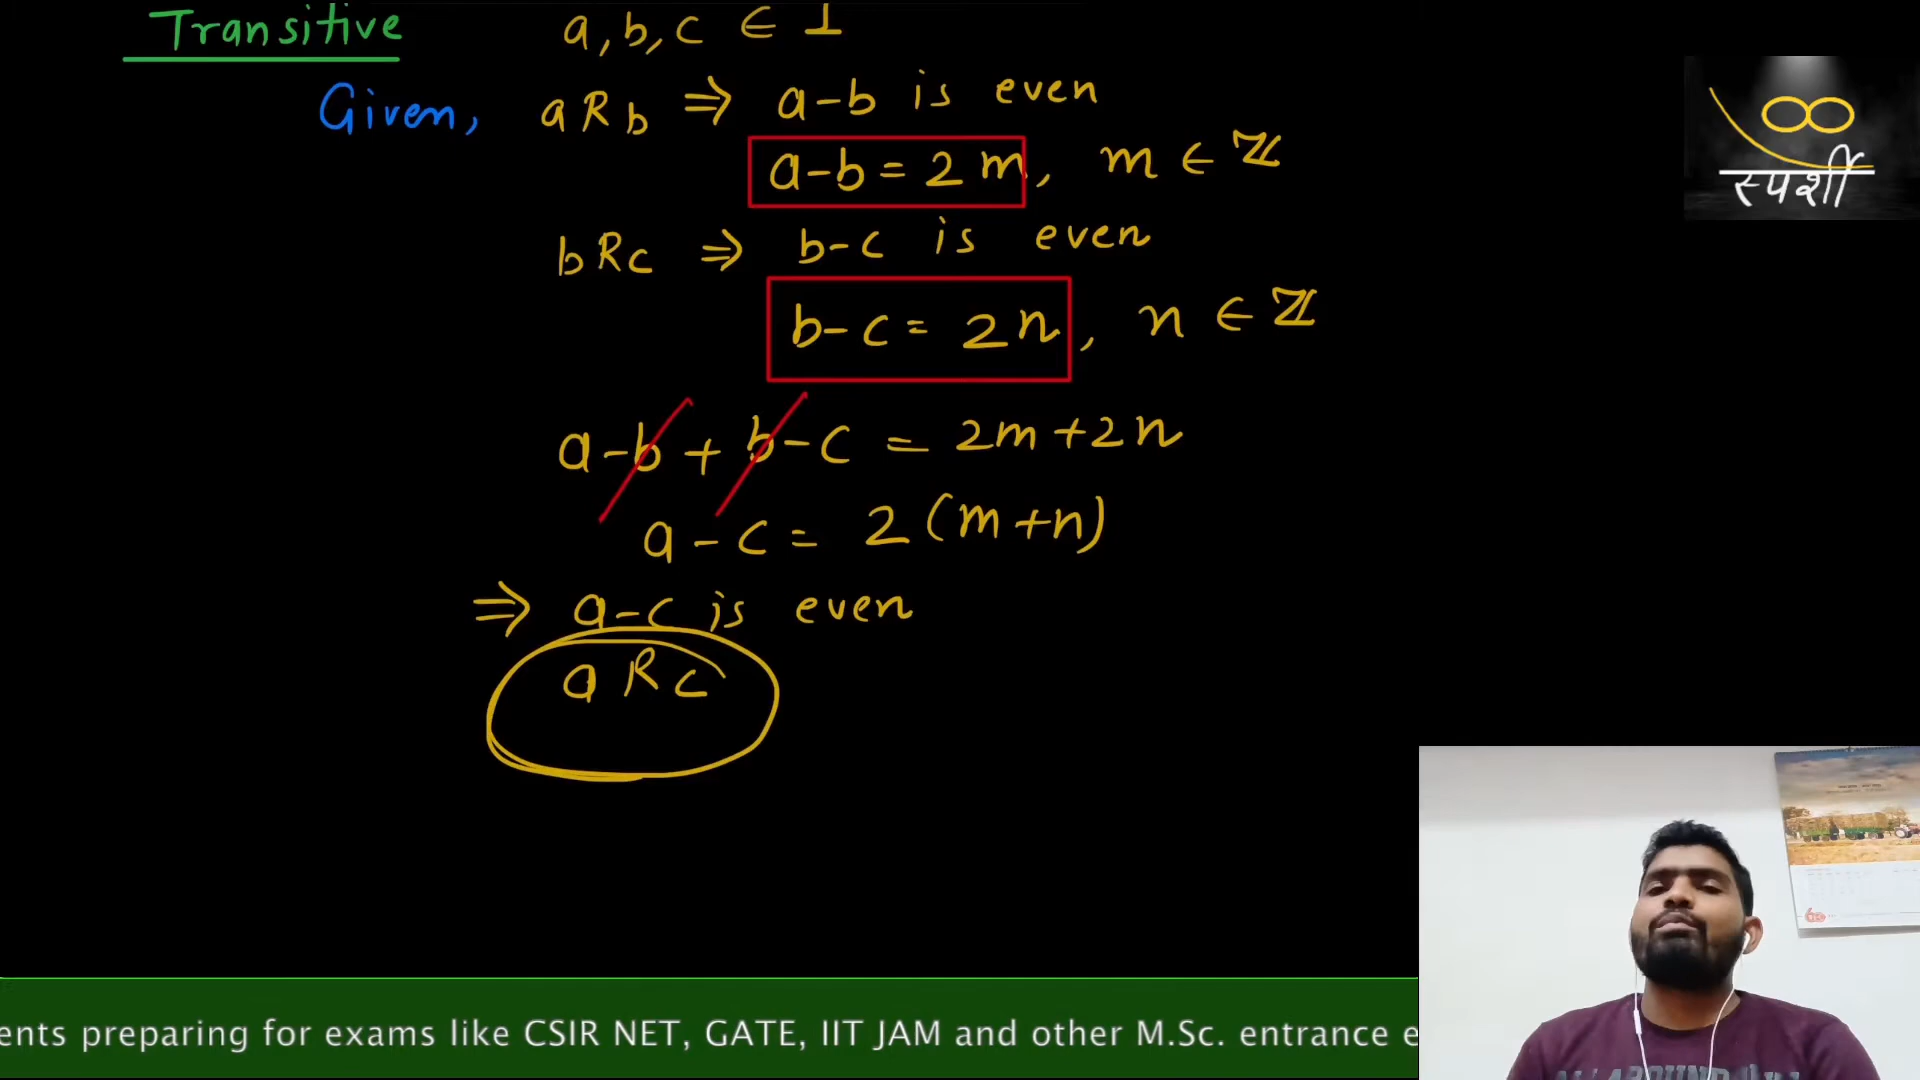 Transitive a, b, c ∈ I
Given, aRb ⇒ a-b is even
a-b = 2m, m ∈ ℤ
bRc ⇒ b-c is even
b-c = 2n, n ∈ ℤ
a-b + b-c = 2m+2n
a-c = 2(m+n)
⇒ a-c is even
aRc
स्पर्शी
ents preparing for exams like CSIR NET, GATE, IIT JAM and other M.Sc. entrance e